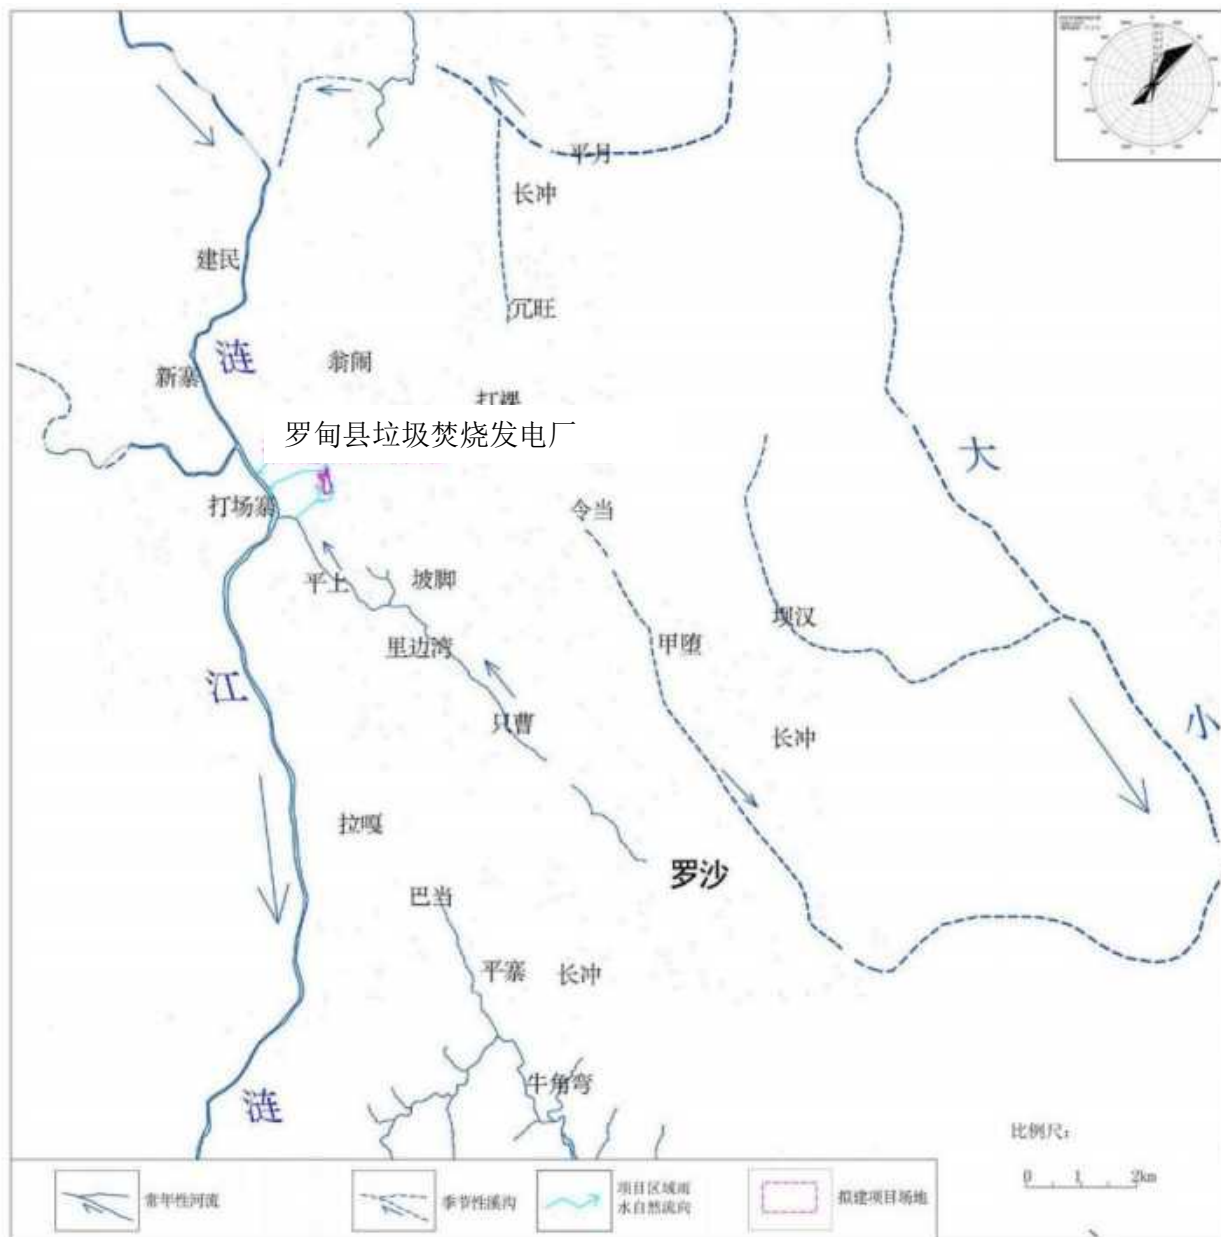 平月
长冲
建民
冗旺
涟
翁闹
新寨
打棵
罗甸县垃圾焚烧发电厂
大
打场寨
令当
平上
坡脚
坝汉
里边湾
甲堕
江
只曹
长冲
小
拉嘎
罗沙
巴当
平寨
长冲
牛角弯
涟
比例尺:
0 1 2km
常年性河流
季节性溪沟
项目区域雨
水自然流向
拟建项目场地